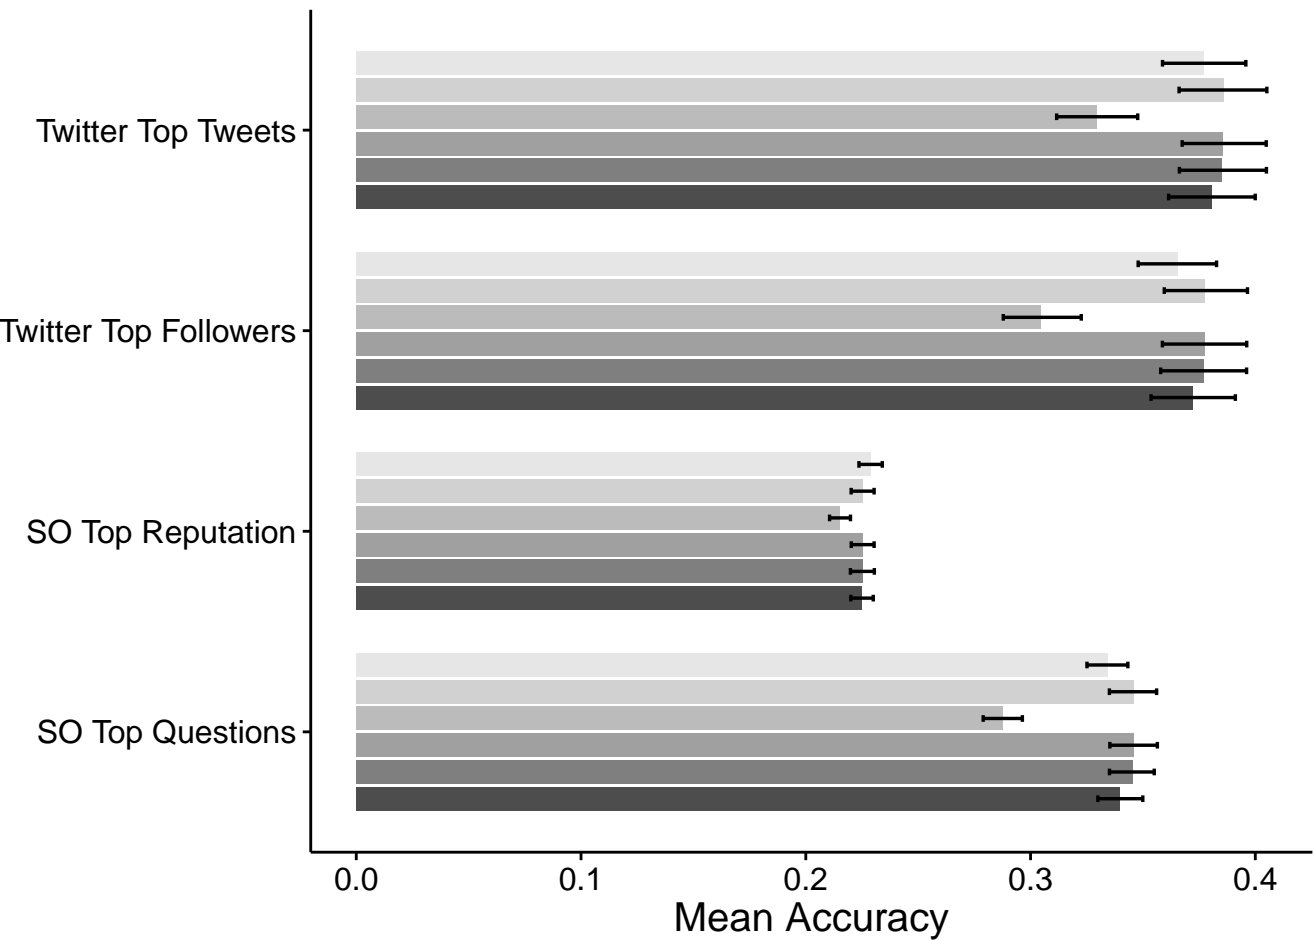 Twitter Top Tweets
Twitter Top Followers
SO Top Reputation
SO Top Questions
0.0 0.1 0.2 0.3 0.4
Mean Accuracy